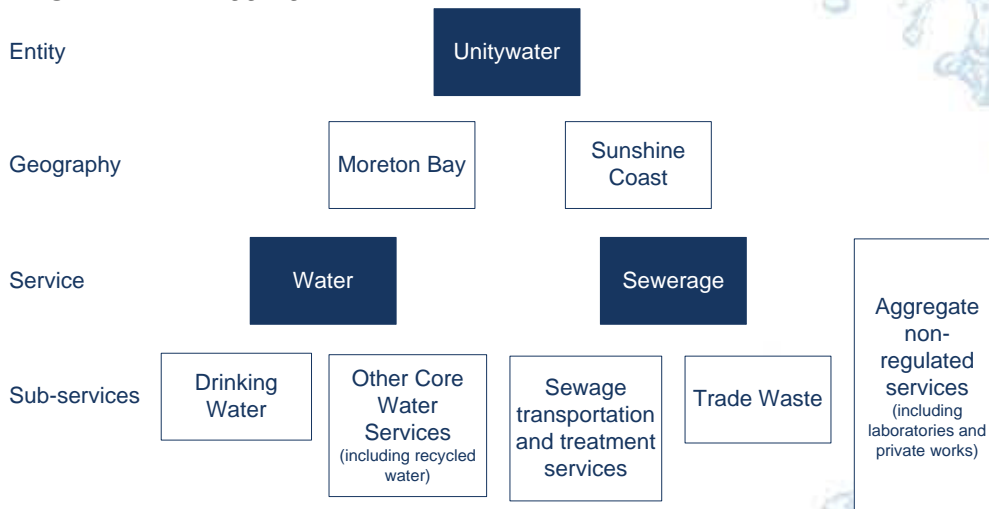 Entity
Unitywater
Geography
Moreton Bay
Sunshine
Coast
Service
Water
Sewerage
Sub-services
Drinking
Water
Other Core
Water
Services
(including recycled
water)
Sewage
transportation
and treatment
services
Trade Waste
Aggregate
non-
regulated
services
(including
laboratories and
private works)